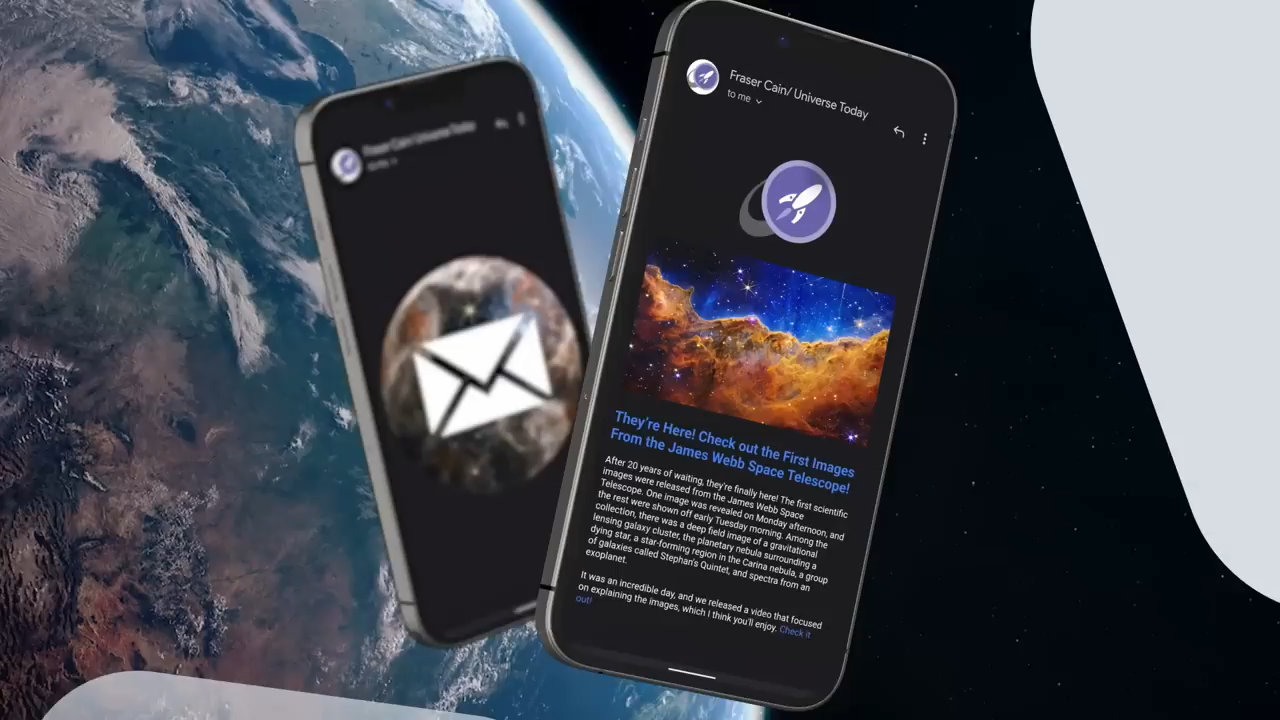 Fraser Cain/ Universe Today
to me
Fraser Cain/ Universe Today
to me
They're Here! Check out the First Images
From the James Webb Space Telescope!
After 20 years of waiting, they're finally here! The first scientific
images were released from the James Webb Space
Telescope. One image was revealed on Monday afternoon, and
the rest were shown off early Tuesday morning. Among the
collection, there was a deep field image of a gravitational
lensing galaxy cluster, the planetary nebula surrounding a
dying star, a star-forming region in the Carina nebula, a group
of galaxies called Stephan's Quintet, and spectra from an
exoplanet.
It was an incredible day, and we released a video that focused
on explaining the images, which I think you'll enjoy. Check it
out!